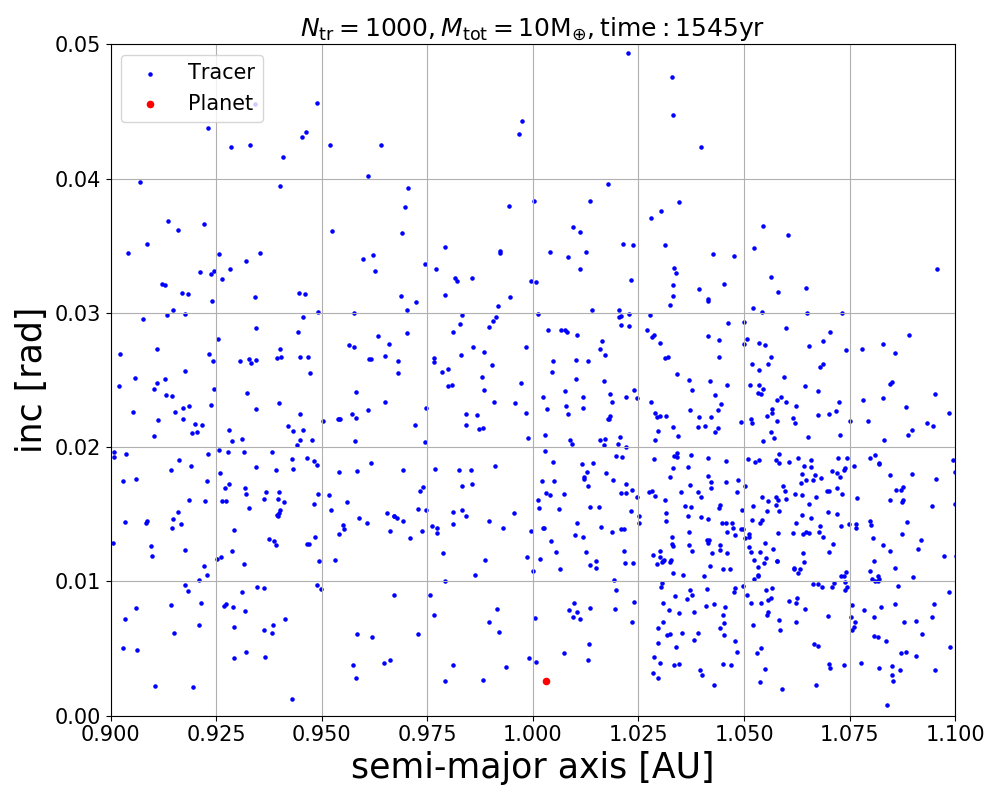 N_tr = 1000, M_tot = 10M_⊕, time : 1545yr
Tracer
Planet
inc [rad]
0.05
0.04
0.03
0.02
0.01
0.00
0.900 0.925 0.950 0.975 1.000 1.025 1.050 1.075 1.100
semi-major axis [AU]